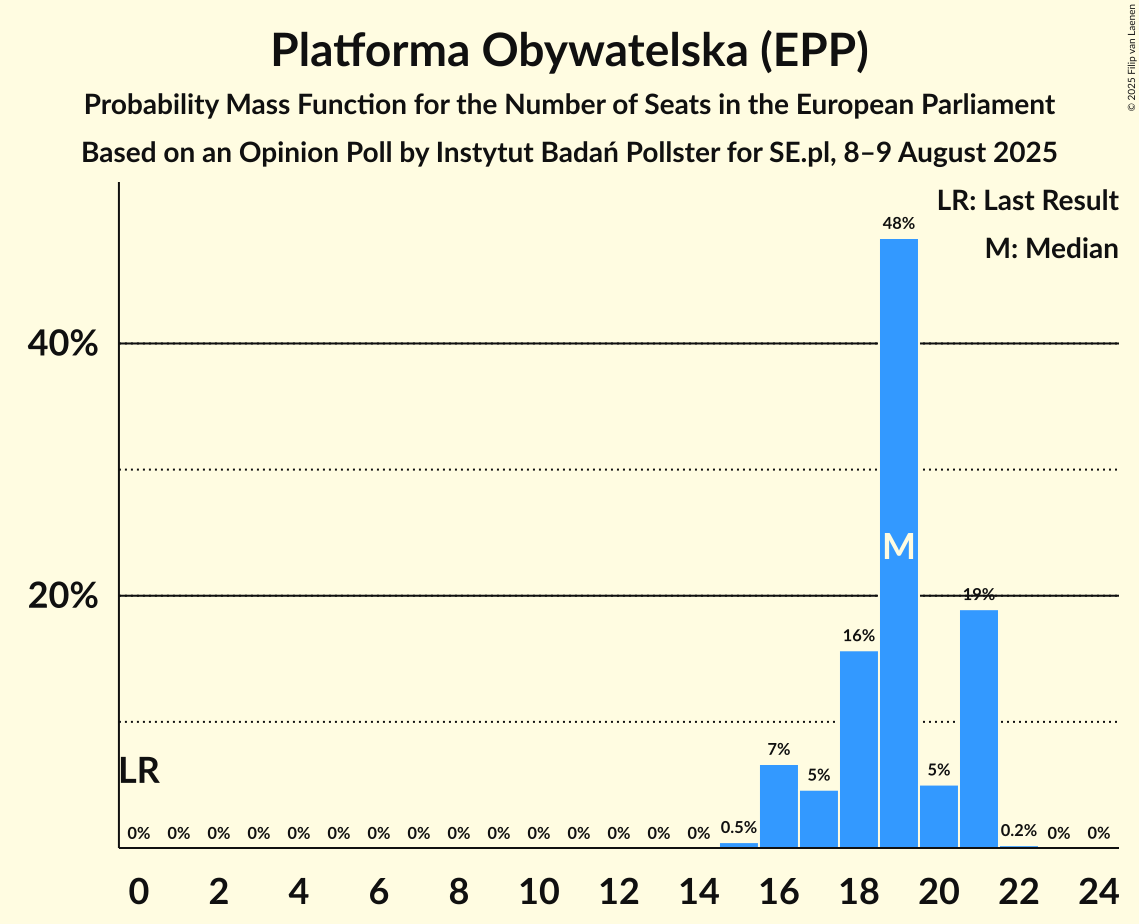 Platforma Obywatelska (EPP)
Probability Mass Function for the Number of Seats in the European Parliament
Based on an Opinion Poll by Instytut Badań Pollster for SE.pl, 8–9 August 2025
© 2025 Filip van Laenen
LR: Last Result
M: Median
48%
40%
M
20%
19%
16%
7%
5%
5%
LR
0% 0% 0% 0% 0% 0% 0% 0% 0% 0% 0% 0% 0% 0% 0% 0.5% 0.2% 0% 0%
0 2 4 6 8 10 12 14 16 18 20 22 24